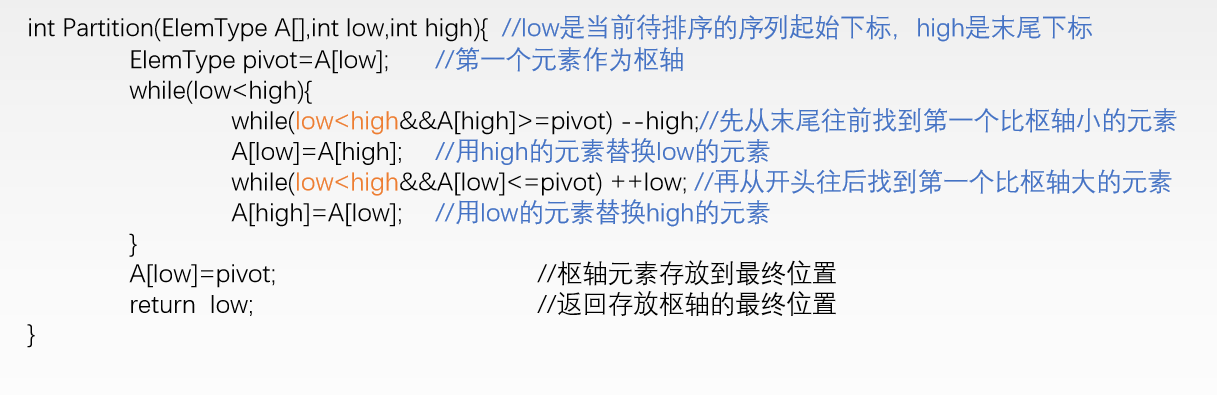 int Partition(ElemType A[],int low,int high){ //low是当前待排序的序列起始下标，high是末尾下标
ElemType pivot=A[low]; //第一个元素作为枢轴
while(low<high){
while(low<high&&A[high]>=pivot) --high;//先从末尾往前找到第一个比枢轴小的元素
A[low]=A[high]; //用high的元素替换low的元素
while(low<high&&A[low]<=pivot) ++low; //再从开头往后找到第一个比枢轴大的元素
A[high]=A[low]; //用low的元素替换high的元素
}
A[low]=pivot; //枢轴元素存放到最终位置
return low; //返回存放枢轴的最终位置
}